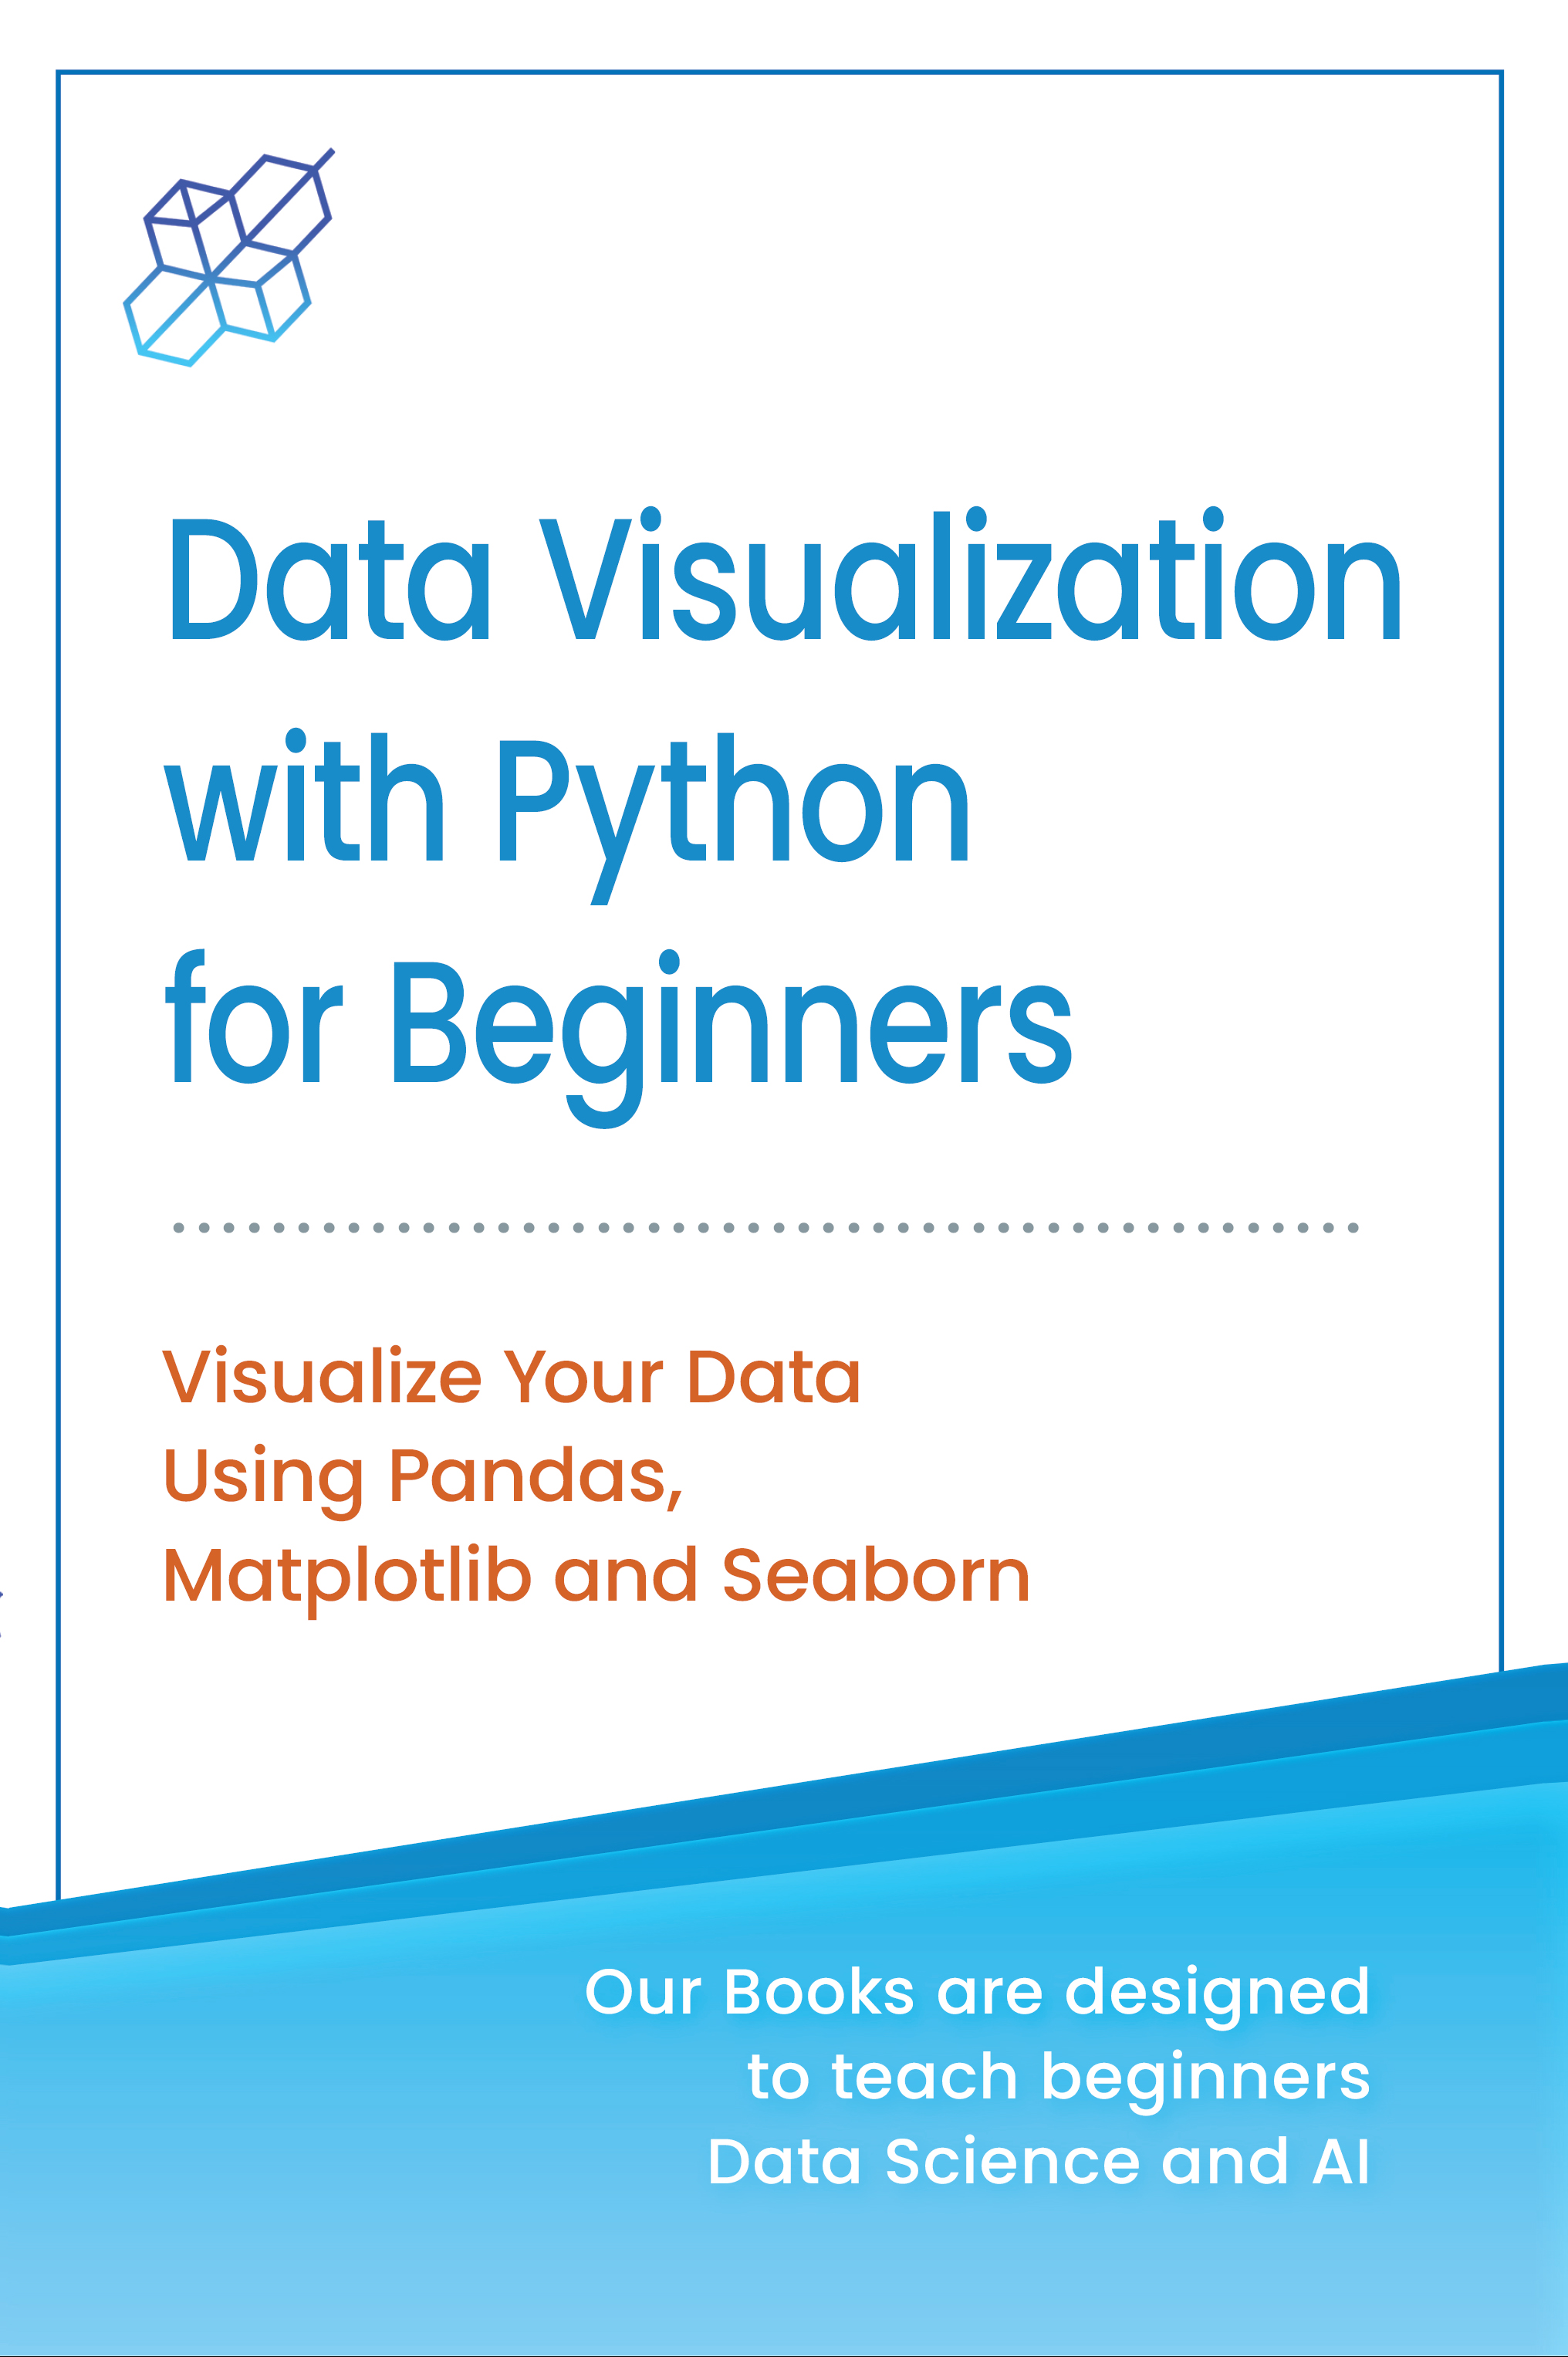 Data Visualization
with Python
for Beginners
Visualize Your Data
Using Pandas,
Matplotlib and Seaborn
Our Books are designed
to teach beginners
Data Science and AI